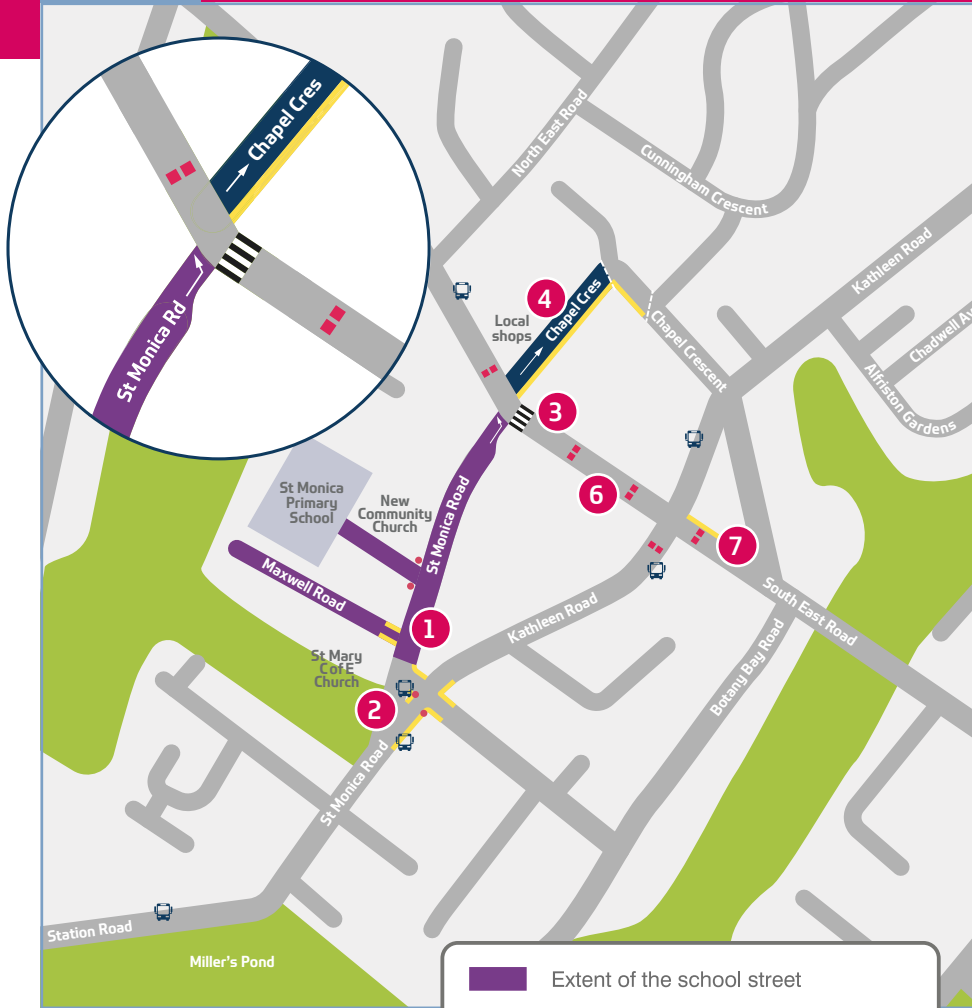 Chapel Cres
St Monica Rd
North East Road
Cunningham Crescent
Kathleen Road
4
Local
shops
Chapel Cres
Chapel Crescent
Chadwell Av
Alfriston Gardens
3
St Monica
Primary
School
New
Community
Church
St Monica Road
6
7
Maxwell Road
1
Kathleen Road
South East Road
St Mary
C of E
Church
2
Botany Bay Road
St Monica Road
Station Road
Miller's Pond
Extent of the school street